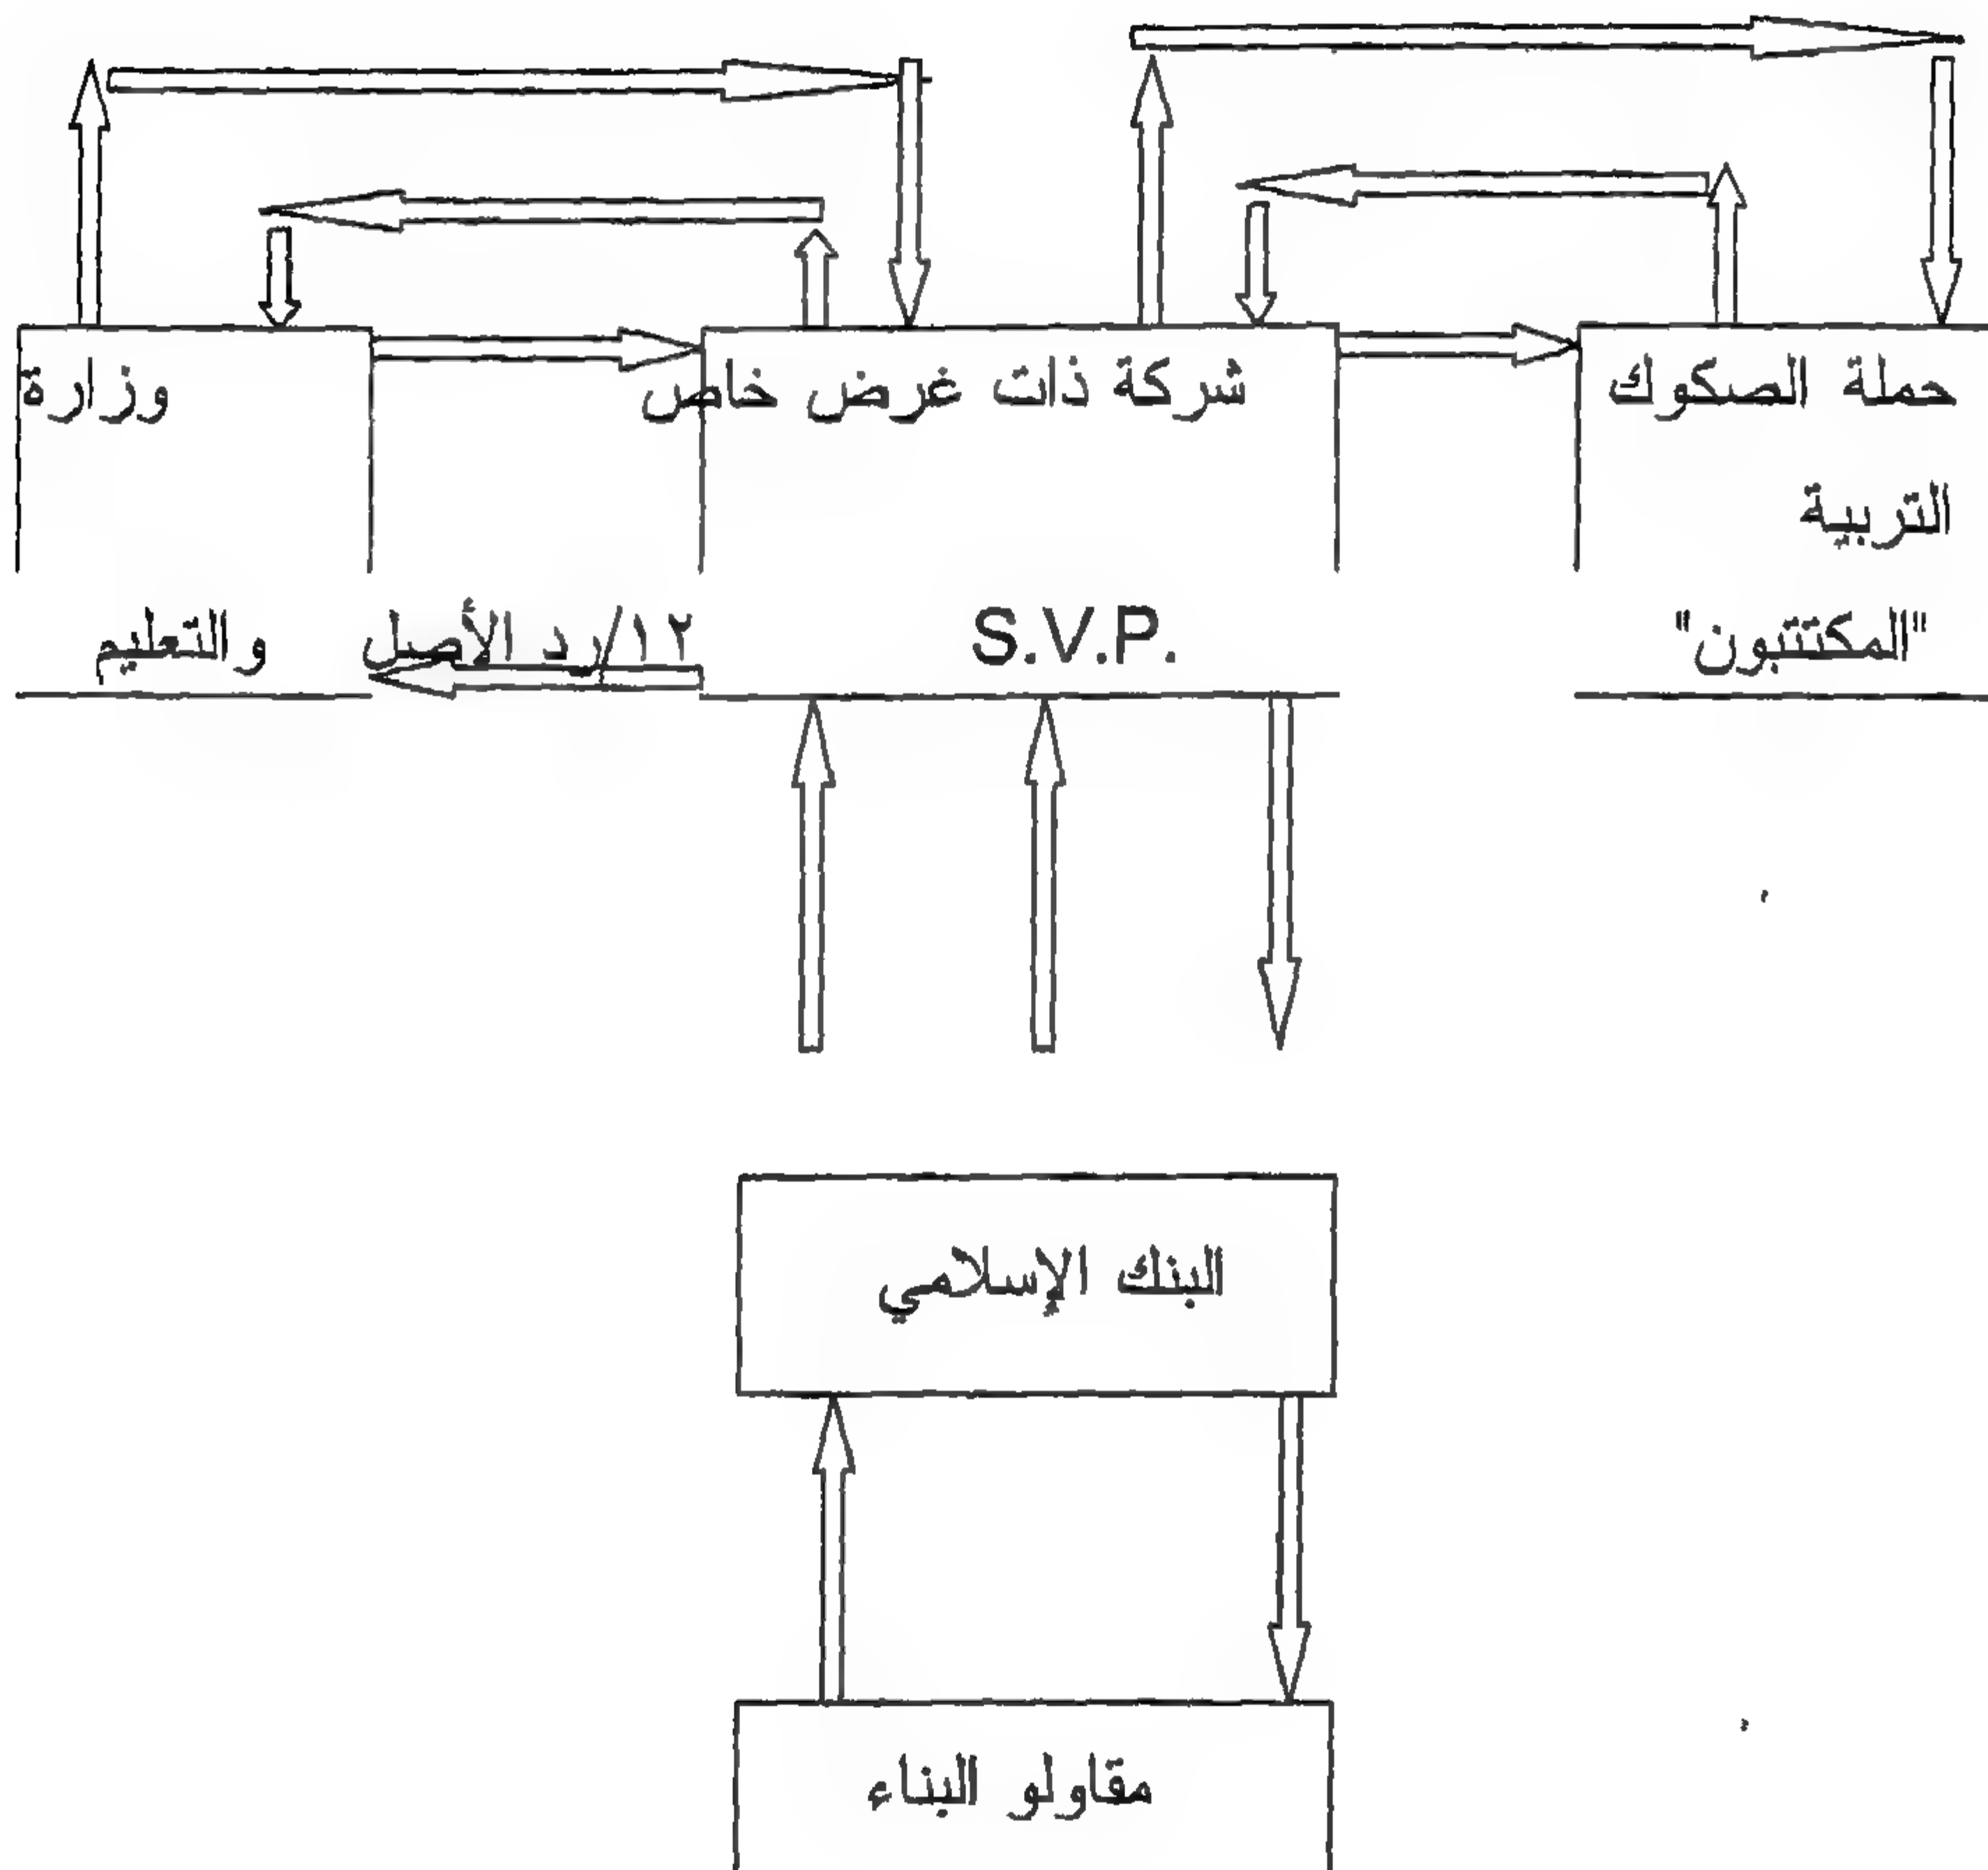 حملة الصكوك شركة ذات غرض خاص وزارة
التربية
"المكتتبون" S.V.P. ١٢/رد الأصل والتعليم
البنك الإسلامي
مقاولو البناء